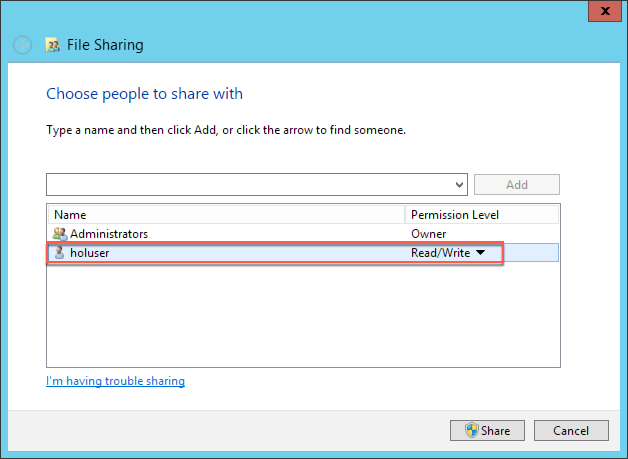 x
File Sharing
Choose people to share with
Type a name and then click Add, or click the arrow to find someone.
Add
Name Permission Level
Administrators Owner
holuser Read/Write
I'm having trouble sharing
Share Cancel